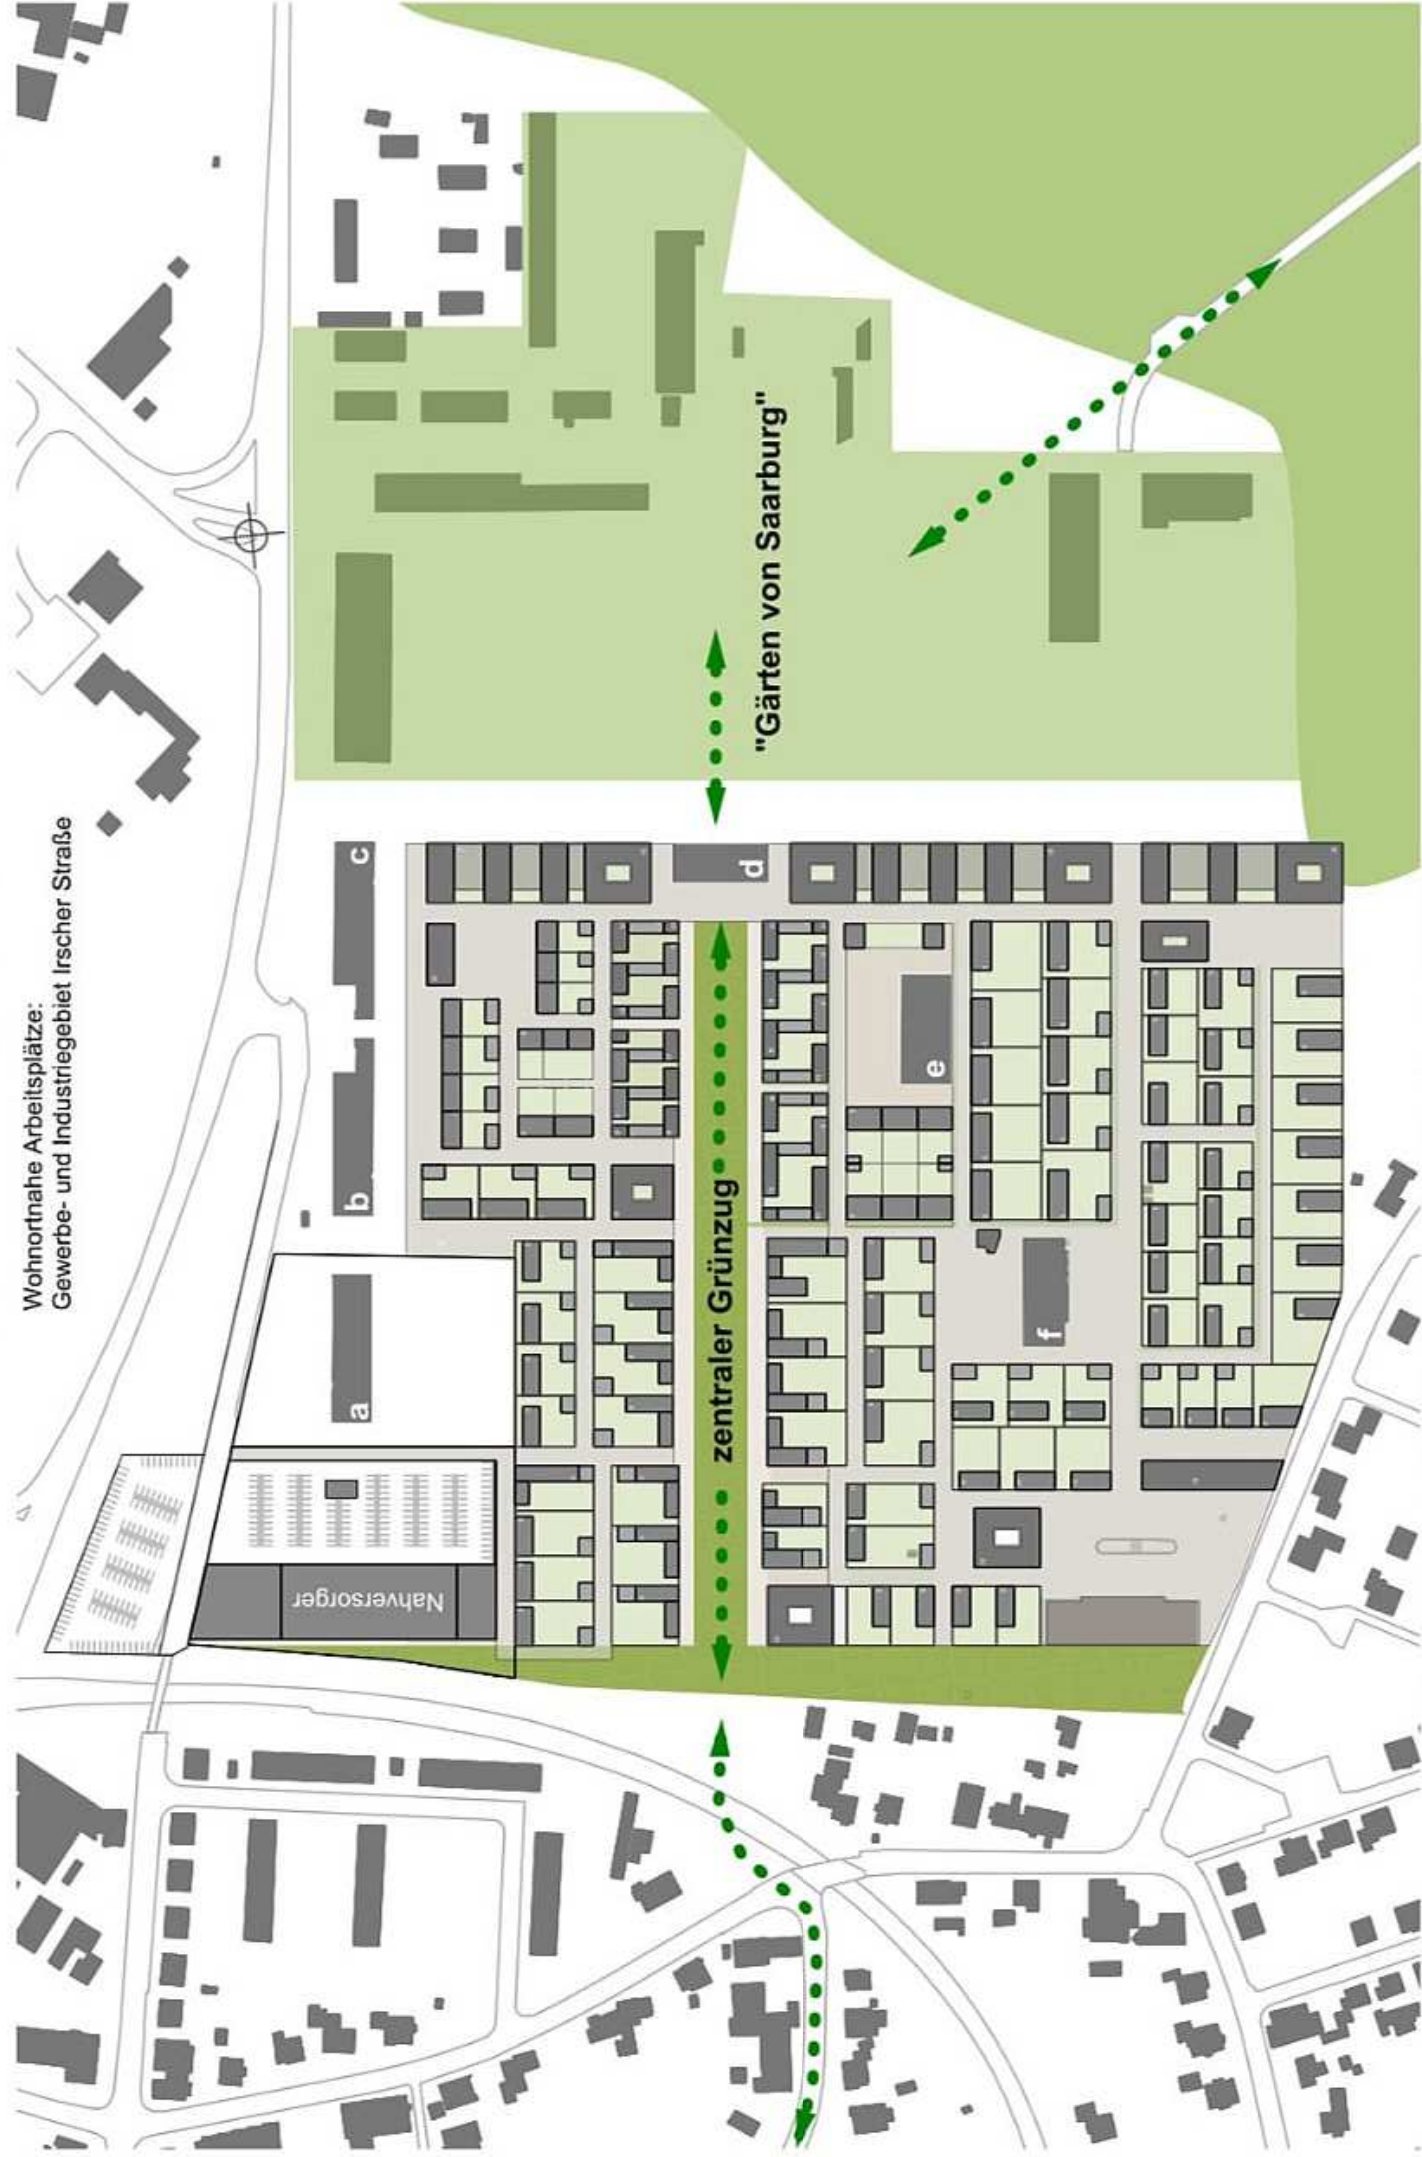 Wohnortnahe Arbeitsplätze:
Gewerbe- und Industriegebiet Irscher Straße
a
b
c
Nahversorger
zentraler Grünzug
d
"Gärten von Saarburg"
e
f